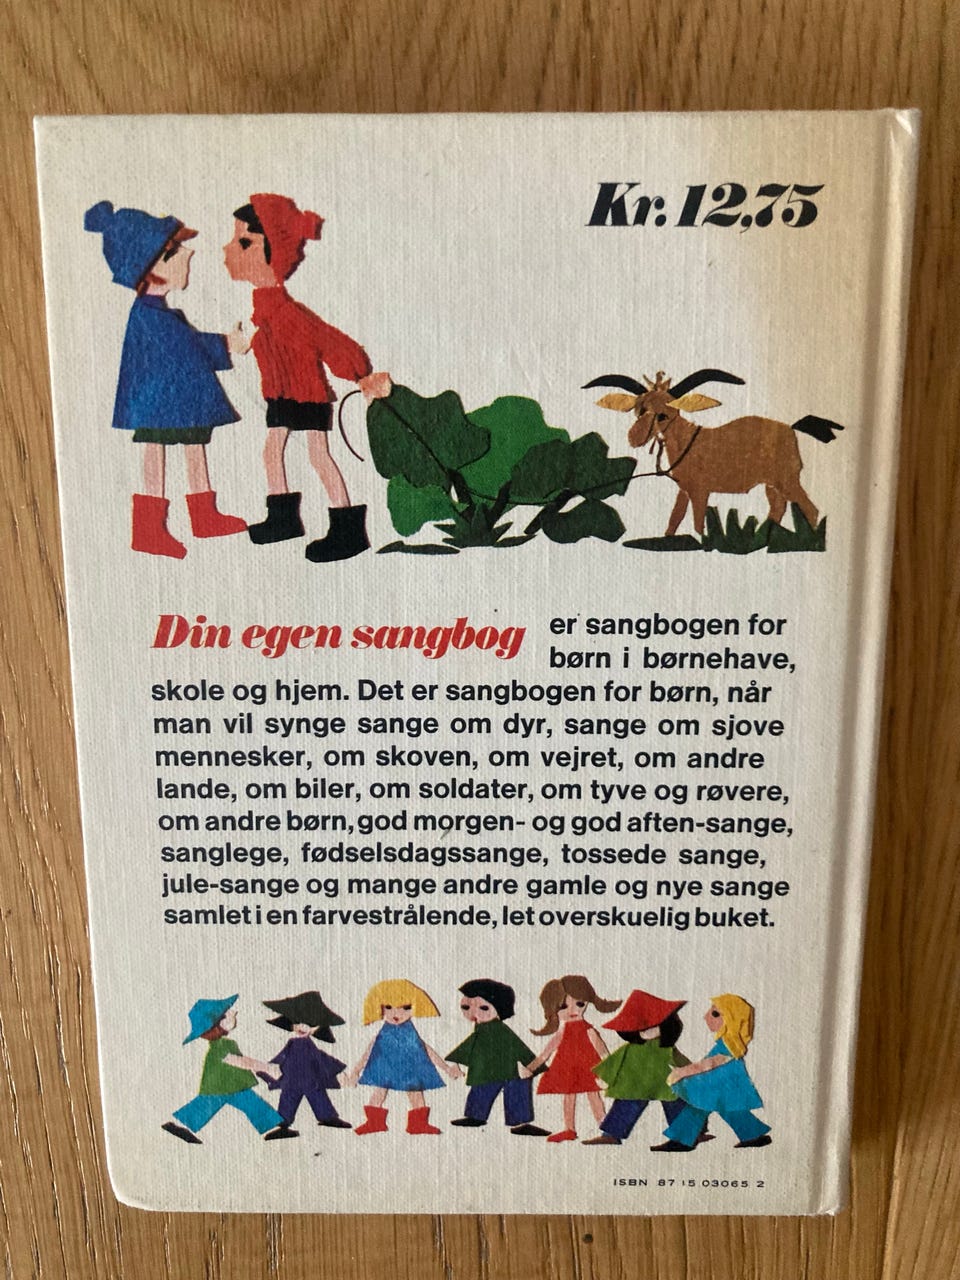 Kr. 12,75
Din egen sangbog er sangbogen for
børn i børnehave,
skole og hjem. Det er sangbogen for børn, når
man vil synge sange om dyr, sange om sjove
mennesker, om skoven, om vejret, om andre
lande, om biler, om soldater, om tyve og røvere,
om andre børn, god morgen- og god aften-sange,
sanglege, fødselsdagssange, tossede sange,
jule-sange og mange andre gamle og nye sange
samlet i en farvestrålende, let overskuelig buket.
ISBN 87 15 03065 2